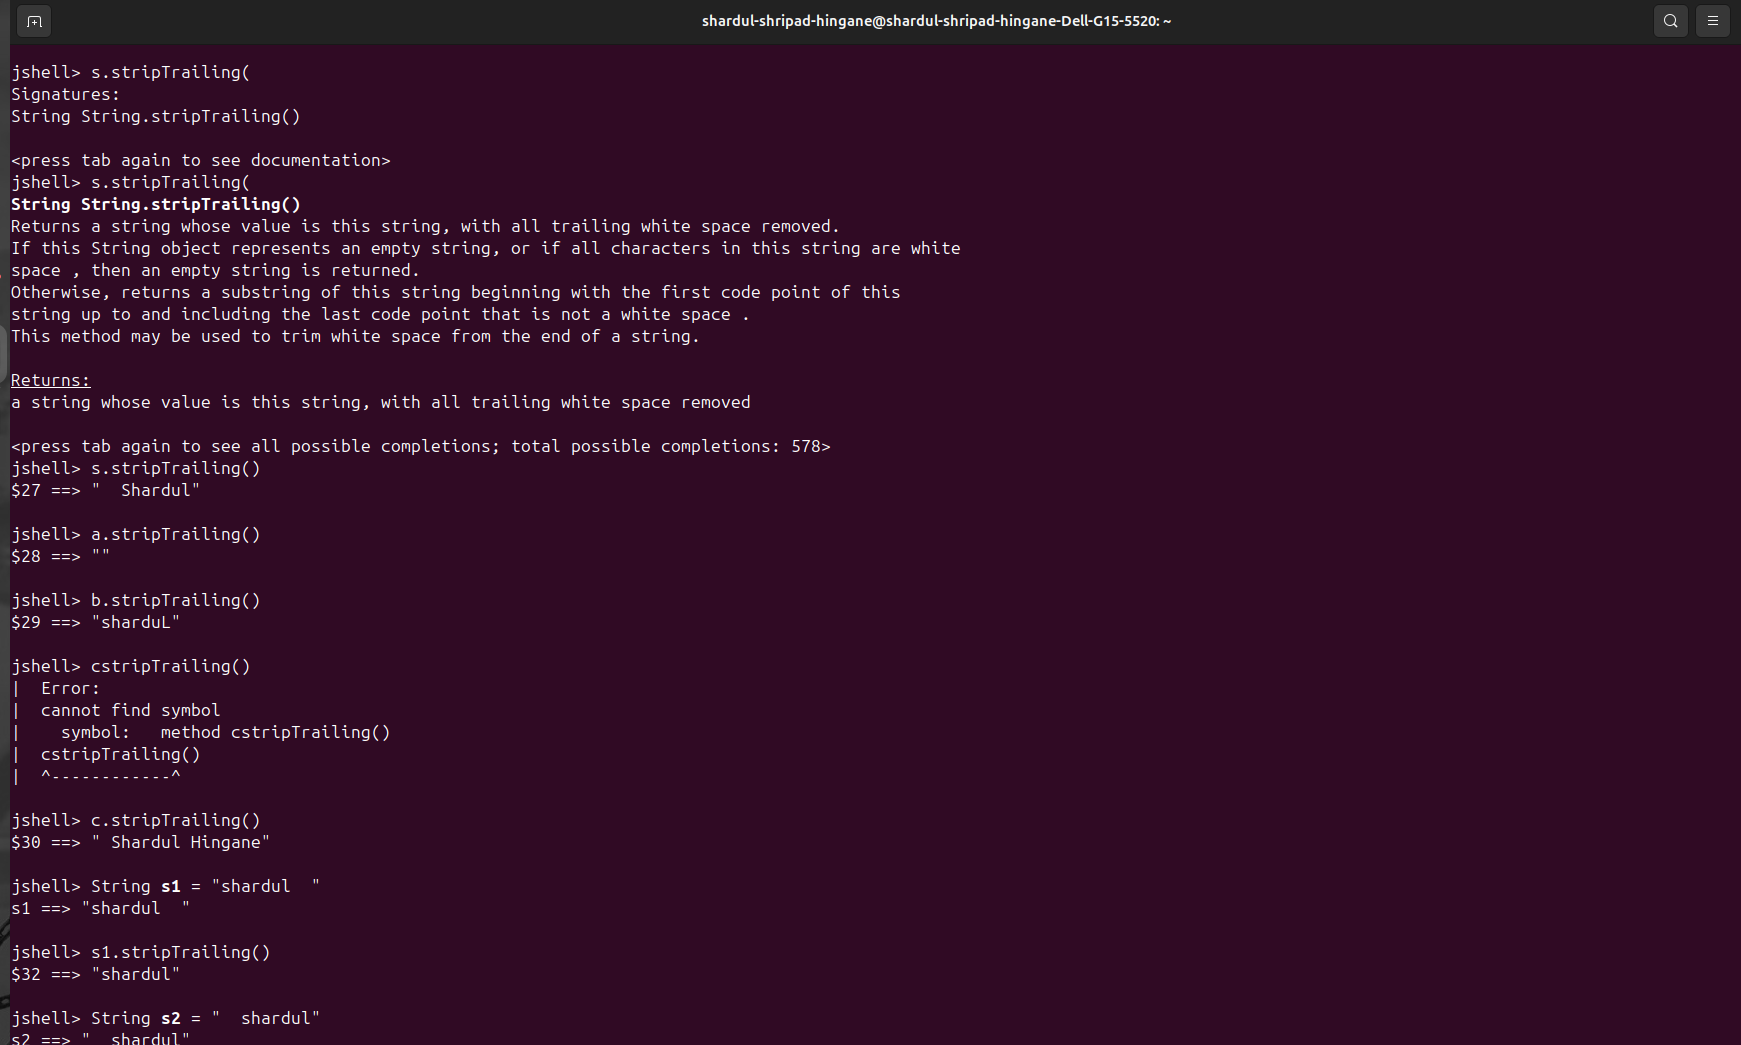 shardul-shripad-hingane@shardul-shripad-hingane-Dell-G15-5520: ~
jshell> s.stripTrailing(
Signatures:
String String.stripTrailing()
<press tab again to see documentation>
jshell> s.stripTrailing(
String String.stripTrailing()
Returns a string whose value is this string, with all trailing white space removed.
If this String object represents an empty string, or if all characters in this string are white
space , then an empty string is returned.
Otherwise, returns a substring of this string beginning with the first code point of this
string up to and including the last code point that is not a white space .
This method may be used to trim white space from the end of a string.
Returns:
a string whose value is this string, with all trailing white space removed
<press tab again to see all possible completions; total possible completions: 578>
jshell> s.stripTrailing()
$27 ==> "  Shardul"
jshell> a.stripTrailing()
$28 ==> ""
jshell> b.stripTrailing()
$29 ==> "sharduL"
jshell> cstripTrailing()
|  Error:
|  cannot find symbol
|    symbol:   method cstripTrailing()
|  cstripTrailing()
|  ^------------^
jshell> c.stripTrailing()
$30 ==> " Shardul Hingane"
jshell> String s1 = "shardul  "
s1 ==> "shardul  "
jshell> s1.stripTrailing()
$32 ==> "shardul"
jshell> String s2 = "  shardul"
s2 ==> "  shardul"